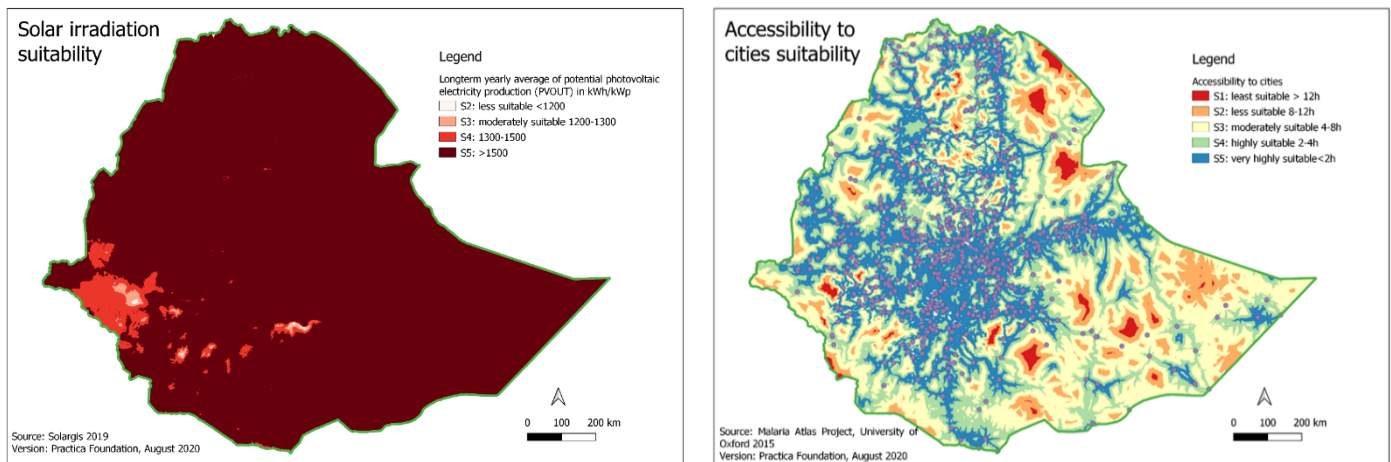 Solar irradiation
suitability
Legend
Longterm yearly average of potential photovoltaic
electricity production (PVOUT) in kWh/kWp
S2: less suitable <1200
S3: moderately suitable 1200-1300
S4: 1300-1500
S5: >1500
0 100 200 km
Source: Solargis 2019
Version: Practica Foundation, August 2020
Accessibility to
cities suitability
Legend
Accessibility to cities
S1: least suitable > 12h
S2: less suitable 8-12h
S3: moderately suitable 4-8h
S4: highly suitable 2-4h
S5: very highly suitable<2h
0 100 200 km
Source: Malaria Atlas Project, University of
Oxford 2015
Version: Practica Foundation, August 2020